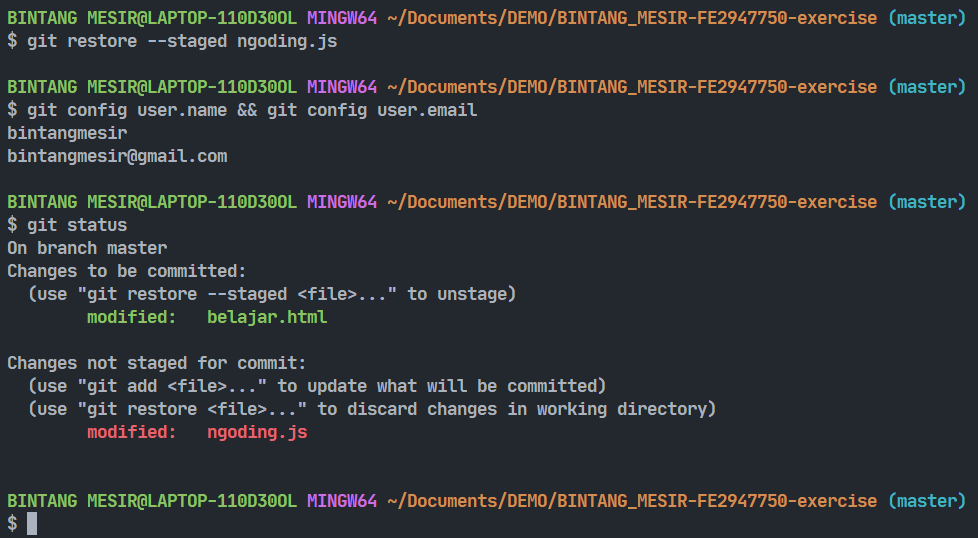 BINTANG MESIR@LAPTOP-110D30OL MINGW64 ~/Documents/DEMO/BINTANG_MESIR-FE2947750-exercise (master)
$ git restore --staged ngoding.js
BINTANG MESIR@LAPTOP-110D30OL MINGW64 ~/Documents/DEMO/BINTANG_MESIR-FE2947750-exercise (master)
$ git config user.name && git config user.email
bintangmesir
bintangmesir@gmail.com
BINTANG MESIR@LAPTOP-110D30OL MINGW64 ~/Documents/DEMO/BINTANG_MESIR-FE2947750-exercise (master)
$ git status
On branch master
Changes to be committed:
  (use "git restore --staged <file>..." to unstage)
        modified:   belajar.html
Changes not staged for commit:
  (use "git add <file>..." to update what will be committed)
  (use "git restore <file>..." to discard changes in working directory)
        modified:   ngoding.js
BINTANG MESIR@LAPTOP-110D30OL MINGW64 ~/Documents/DEMO/BINTANG_MESIR-FE2947750-exercise (master)
$